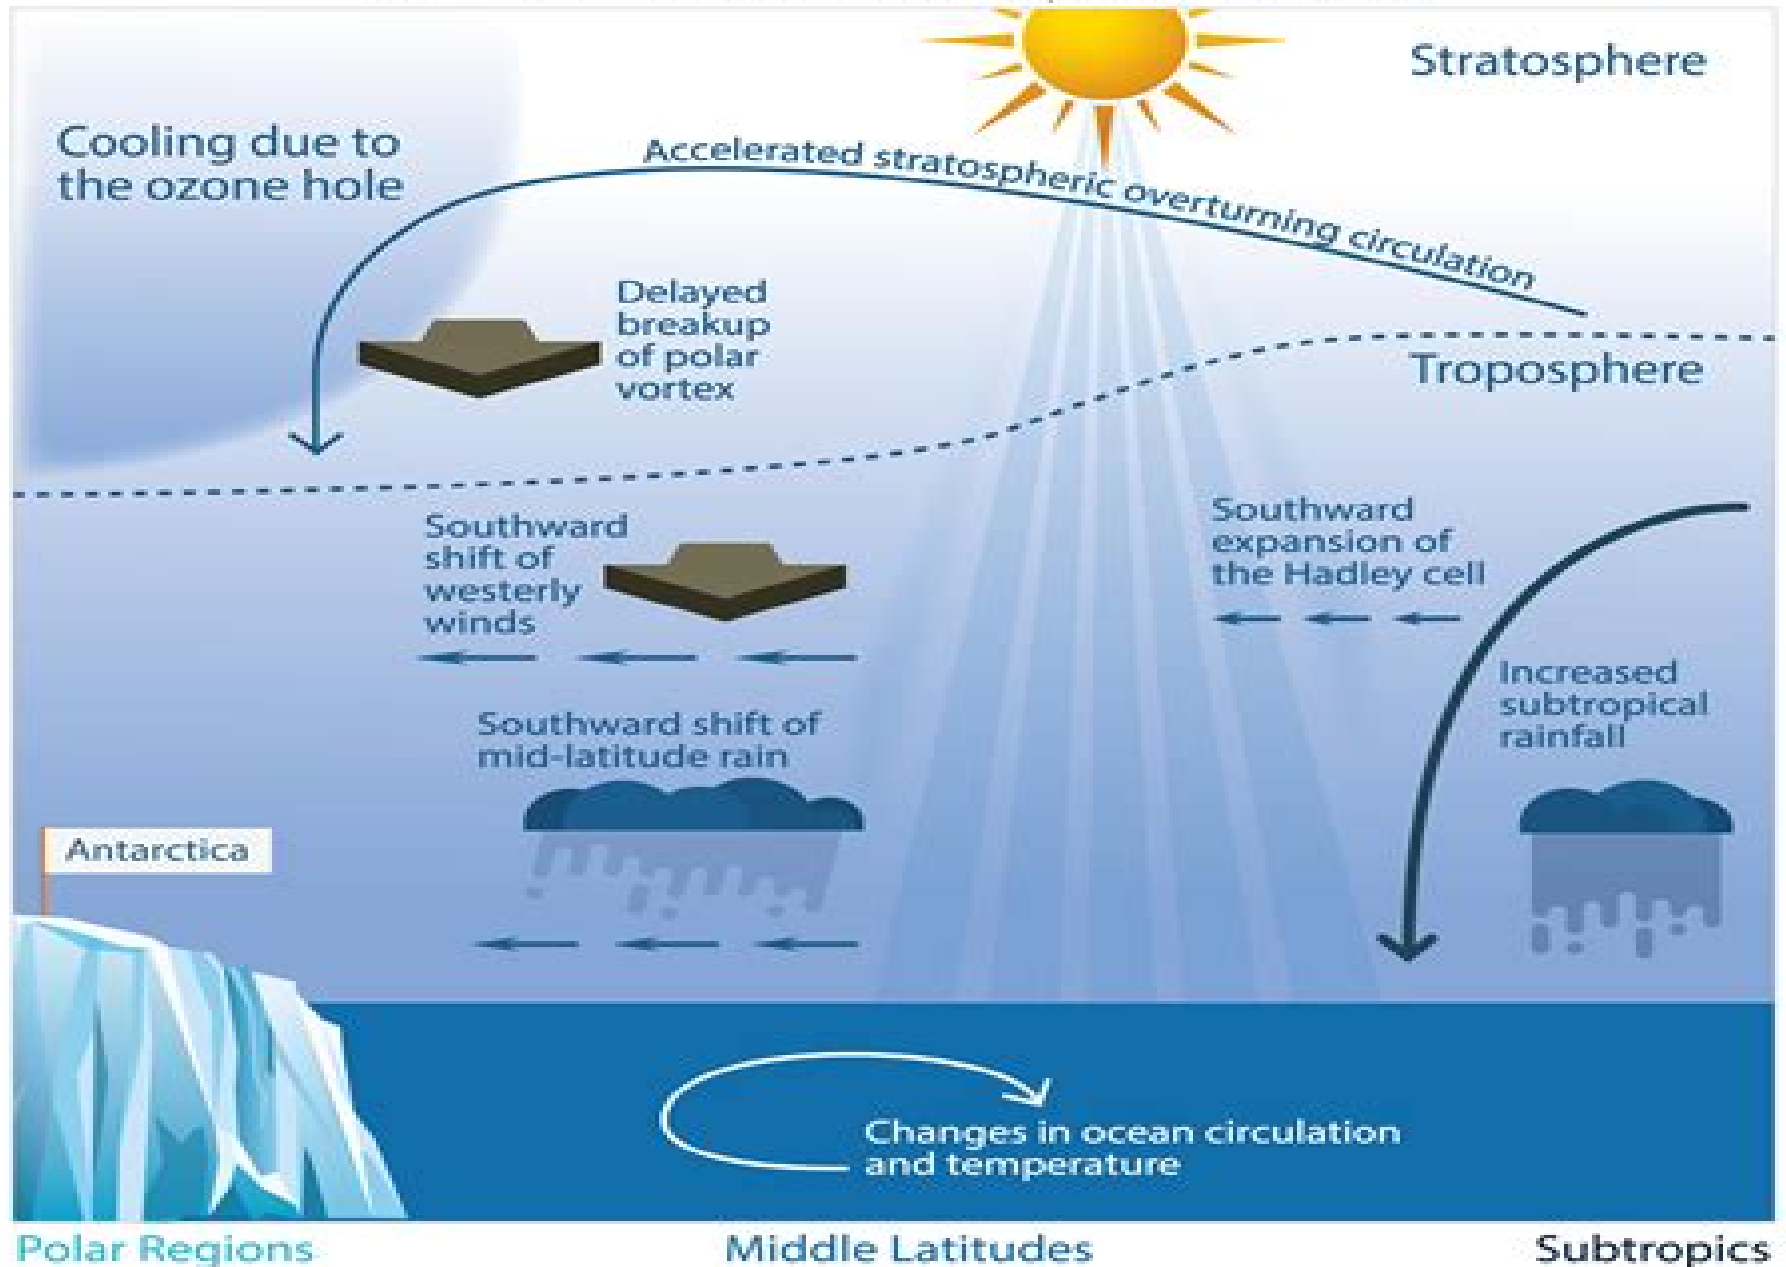 Stratosphere
Cooling due to
the ozone hole
Accelerated stratospheric overturning circulation
Delayed
breakup
of polar
vortex
Troposphere
Southward
shift of
westerly
winds
Southward
expansion of
the Hadley cell
Increased
subtropical
rainfall
Southward shift of
mid-latitude rain
Antarctica
Changes in ocean circulation
and temperature
Polar Regions
Middle Latitudes
Subtropics